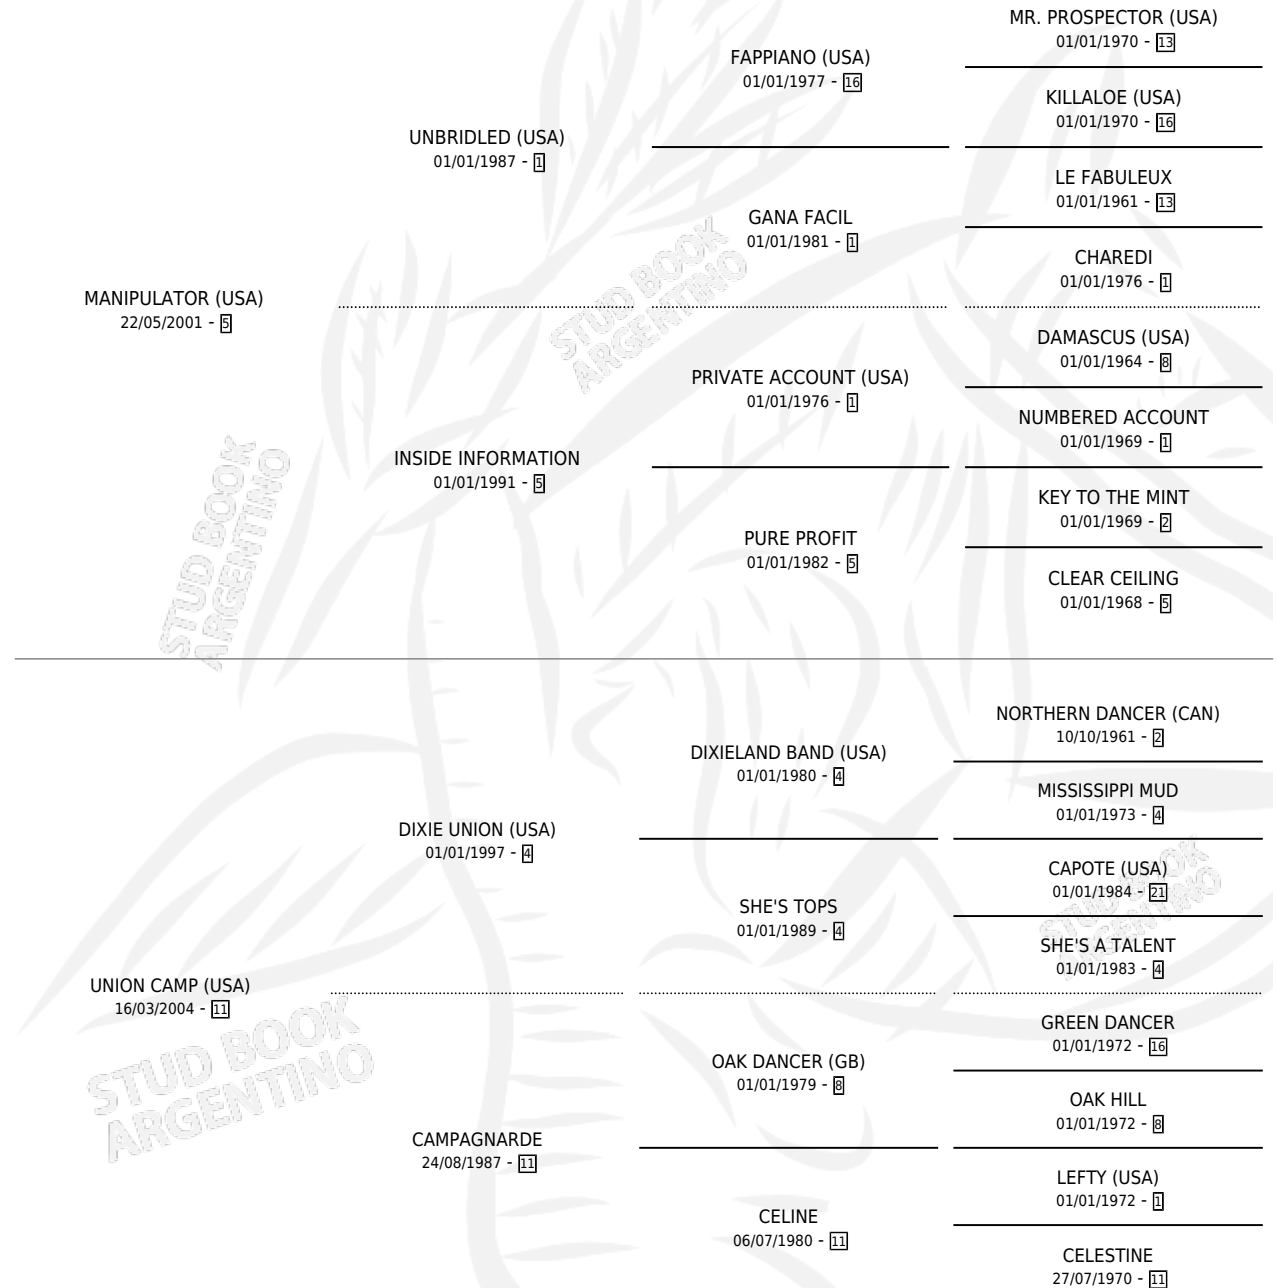 MR. PROSPECTOR (USA)
01/01/1970 - 13
FAPPIANO (USA)
01/01/1977 - 16
KILLALOE (USA)
01/01/1970 - 16
UNBRIDLED (USA)
01/01/1987 - 1
LE FABULEUX
01/01/1961 - 13
GANA FACIL
01/01/1981 - 1
CHAREDI
01/01/1976 - 1
MANIPULATOR (USA)
22/05/2001 - 5
DAMASCUS (USA)
01/01/1964 - 8
PRIVATE ACCOUNT (USA)
01/01/1976 - 1
NUMBERED ACCOUNT
01/01/1969 - 1
INSIDE INFORMATION
01/01/1991 - 5
KEY TO THE MINT
01/01/1969 - 2
PURE PROFIT
01/01/1982 - 5
CLEAR CEILING
01/01/1968 - 5
NORTHERN DANCER (CAN)
10/10/1961 - 2
DIXIELAND BAND (USA)
01/01/1980 - 4
MISSISSIPPI MUD
01/01/1973 - 4
DIXIE UNION (USA)
01/01/1997 - 4
CAPOTE (USA)
01/01/1984 - 21
SHE'S TOPS
01/01/1989 - 4
SHE'S A TALENT
01/01/1983 - 4
UNION CAMP (USA)
16/03/2004 - 11
GREEN DANCER
01/01/1972 - 16
OAK DANCER (GB)
01/01/1979 - 8
OAK HILL
01/01/1972 - 8
CAMPAGNARDE
24/08/1987 - 11
LEFTY (USA)
01/01/1972 - 1
CELINE
06/07/1980 - 11
CELESTINE
27/07/1970 - 11
STUD BOOK
ARGENTINO
STUD BOOK
ARGENTINO
STUD BOOK
ARGENTINO
STUD BOOK
ARGENTINO